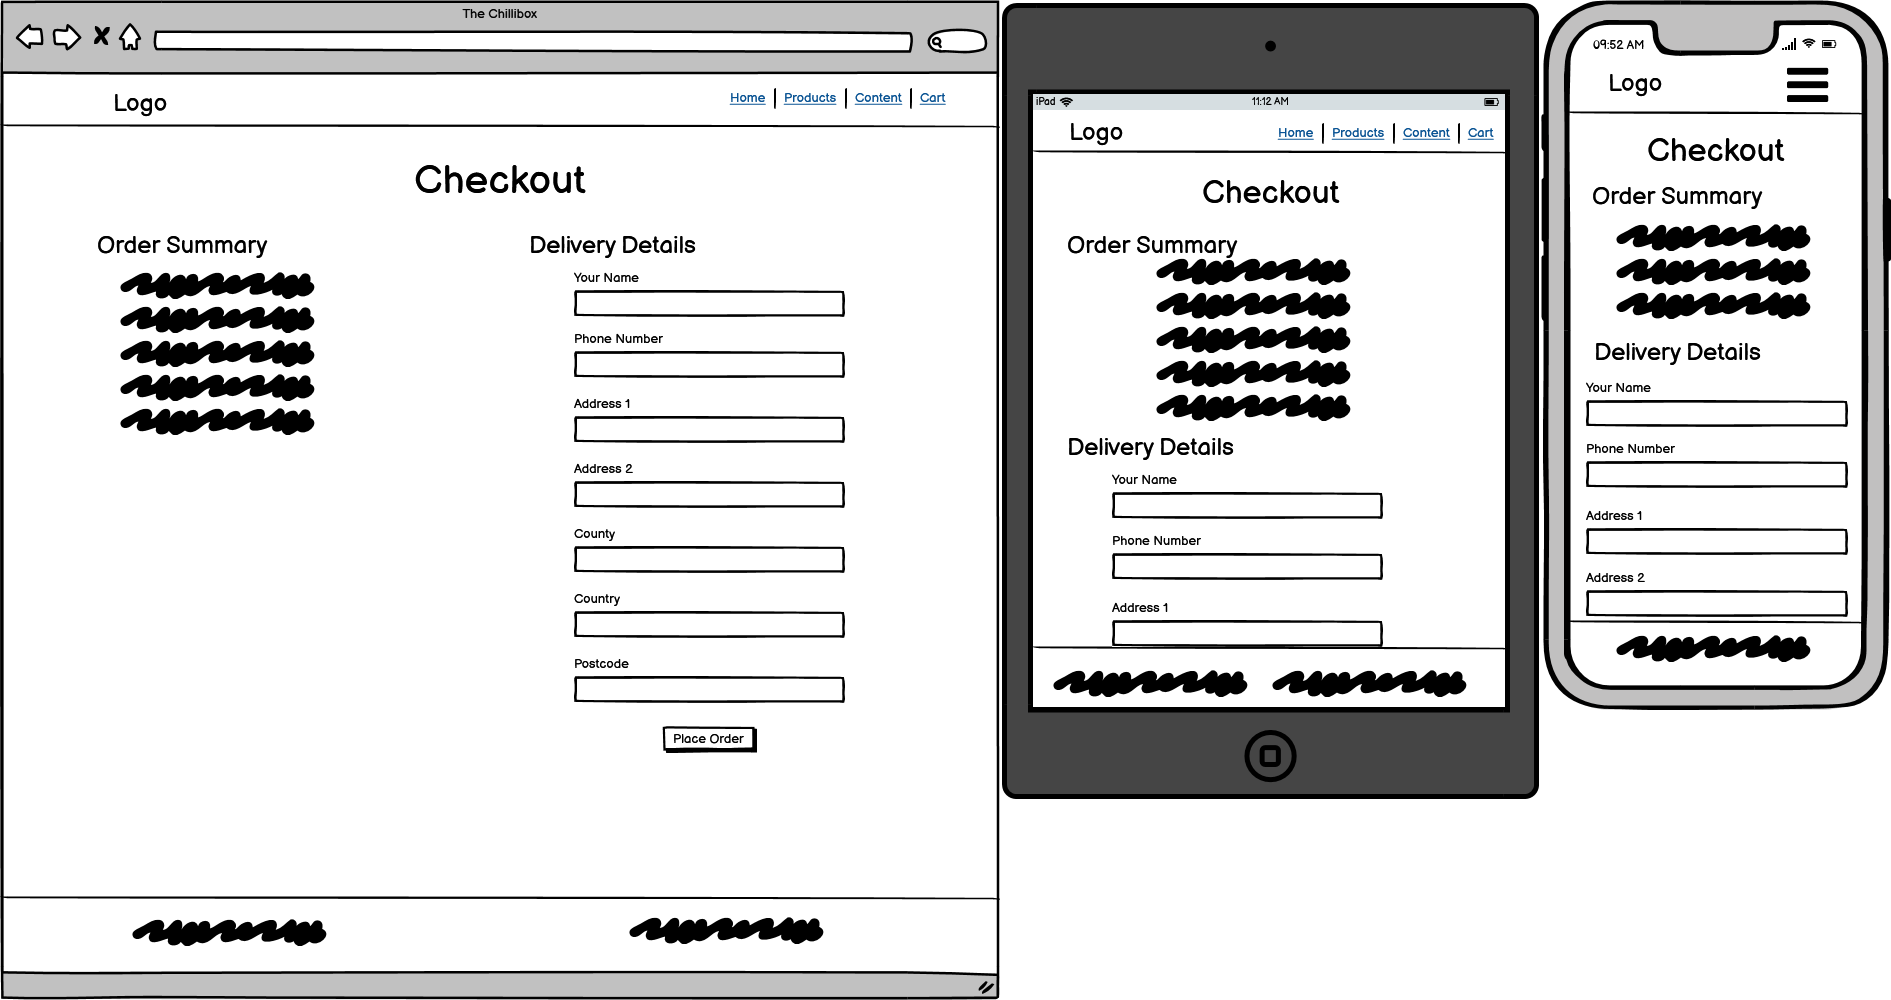 The Chillibox
Logo
Home | Products | Content | Cart
Checkout
Order Summary
Delivery Details
Your Name
Phone Number
Address 1
Address 2
County
Country
Postcode
Place Order
iPad
11:12 AM
Logo
Home | Products | Content | Cart
Checkout
Order Summary
Delivery Details
Your Name
Phone Number
Address 1
09:52 AM
Logo
Checkout
Order Summary
Delivery Details
Your Name
Phone Number
Address 1
Address 2